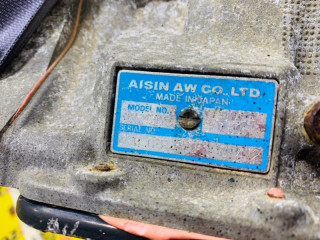 AISIN AW CO., LTD.
MADE IN JAPAN
MODEL NO.
SERIAL NO.